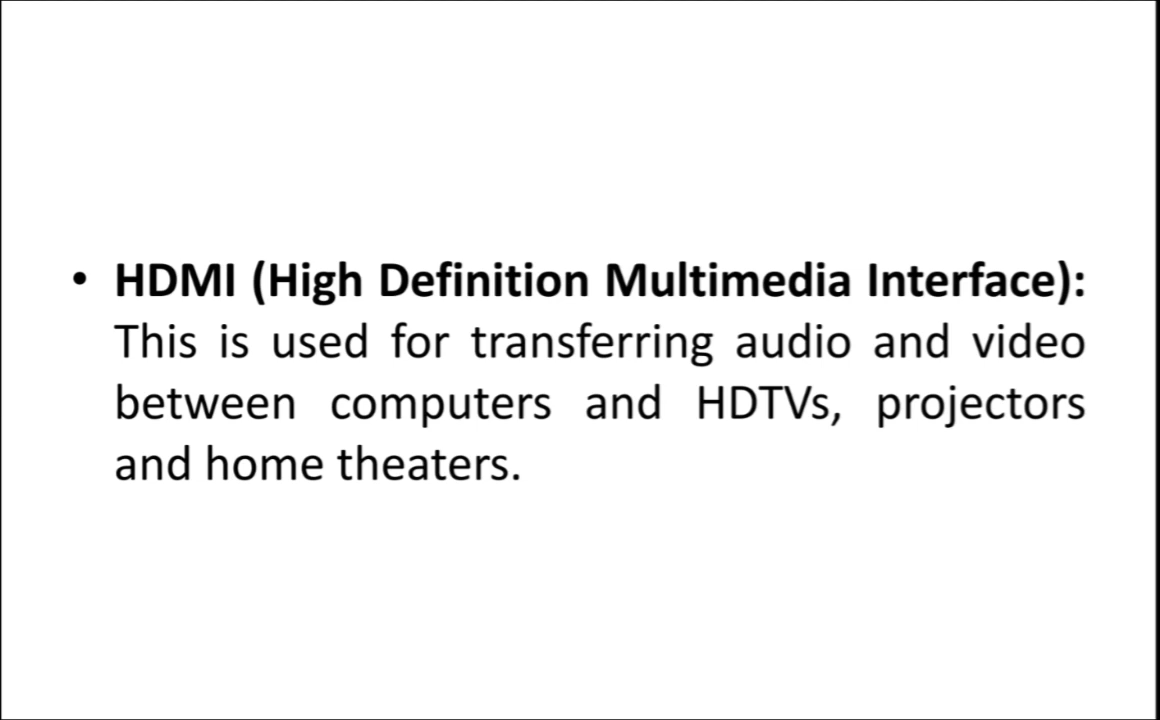 • HDMI (High Definition Multimedia Interface):
This is used for transferring audio and video
between computers and HDTVs, projectors
and home theaters.